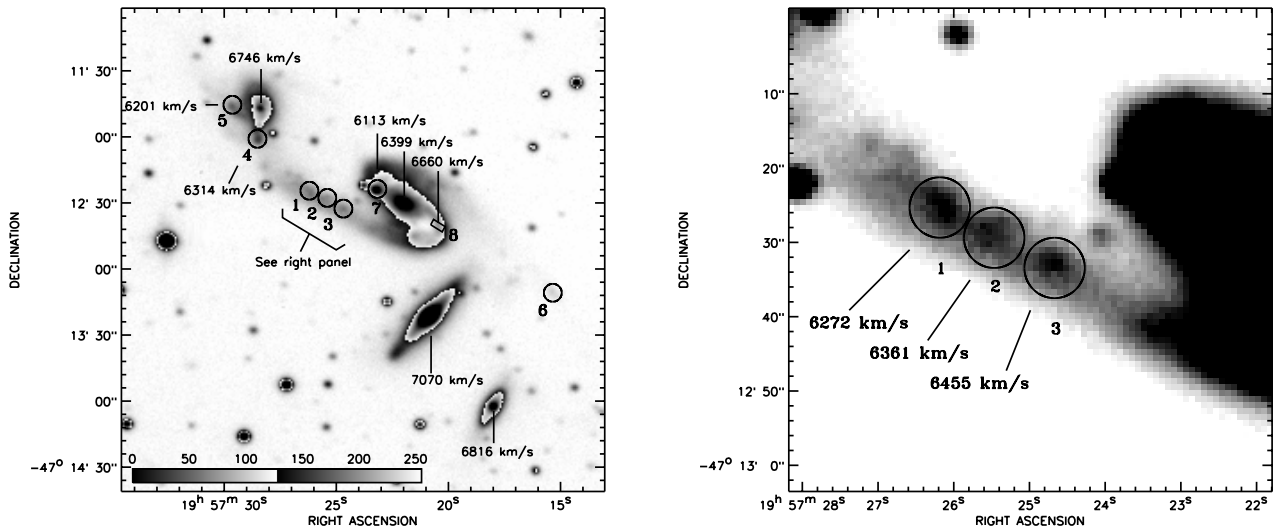 6746 km/s
11' 30"
6201 km/s
5
6113 km/s
00"
6399 km/s
4
6660 km/s
6314 km/s
12' 30"
1
2
3
7
8
See right panel
00"
6
13' 30"
7070 km/s
00"
6816 km/s
0 50 100 150 200 250
-47° 14' 30"
19h 57m 30s 25s 20s 15s
RIGHT ASCENSION
DECLINATION
10"
20"
30"
1
2
40"
3
6272 km/s
6361 km/s
6455 km/s
12' 50"
-47° 13' 0"
19h 57m 28s 27s 26s 25s 24s 23s 22s
RIGHT ASCENSION
DECLINATION